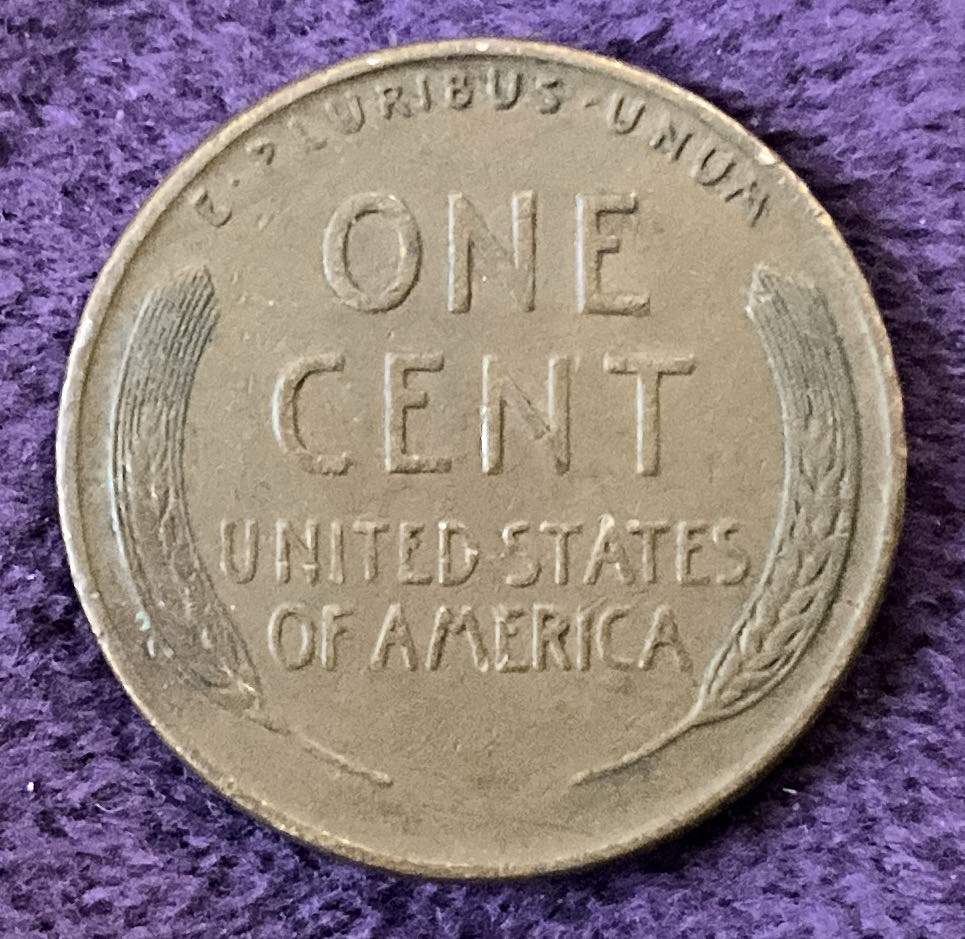 E·PLURIBUS·UNUM
ONE
CENT
UNITED STATES
OF AMERICA